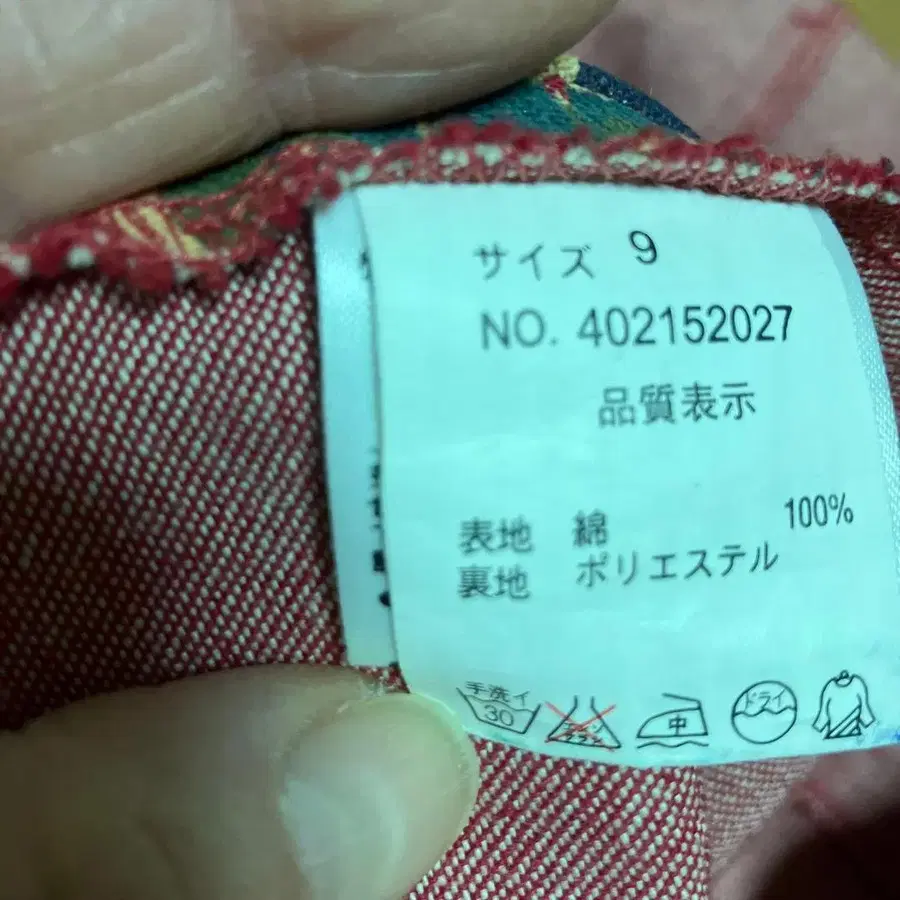 サイズ 9
NO. 402152027
品質表示
表地 綿 100%
裏地 ポリエステル
手洗イ
30
中
ドライ